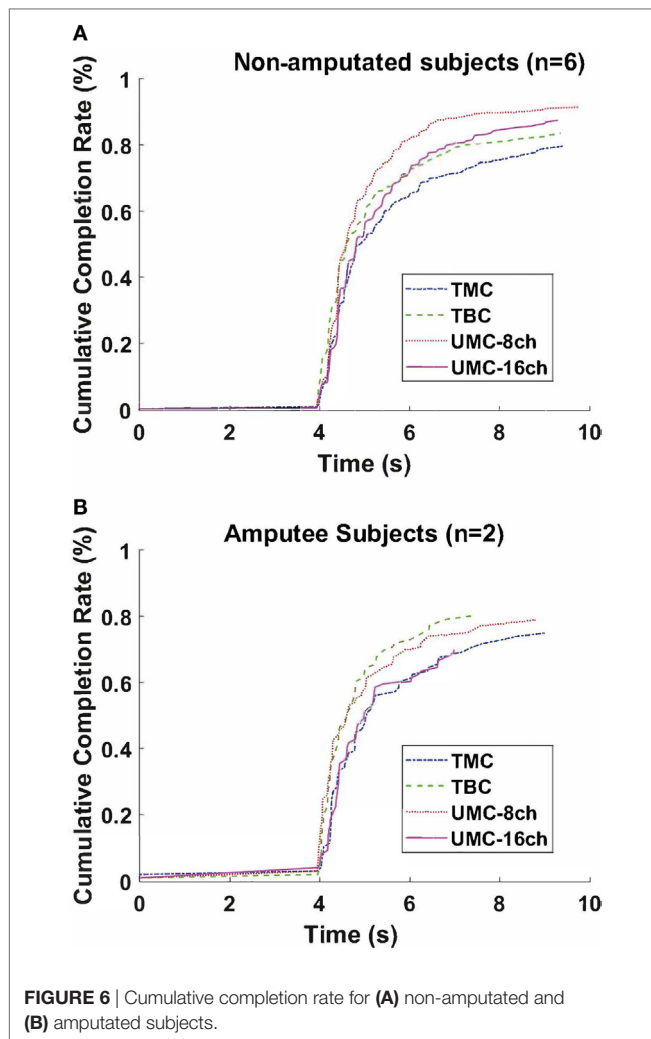 A
Non-amputated subjects (n=6)
Cumulative Completion Rate (%)
1
0.8
0.6
0.4
0.2
0
TMC
TBC
UMC-8ch
UMC-16ch
0 2 4 6 8 10
Time (s)
B
Amputee Subjects (n=2)
Cumulative Completion Rate (%)
1
0.8
0.6
0.4
0.2
0
TMC
TBC
UMC-8ch
UMC-16ch
0 2 4 6 8 10
Time (s)
FIGURE 6 | Cumulative completion rate for (A) non-amputated and
(B) amputated subjects.